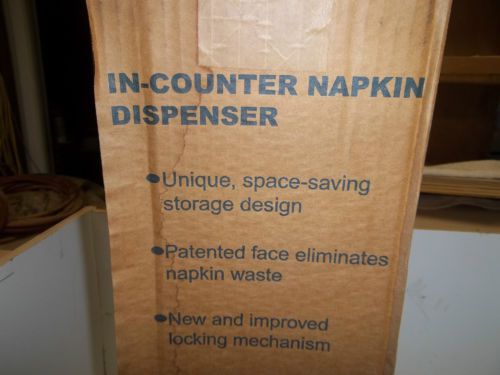 IN-COUNTER NAPKIN
DISPENSER
•Unique, space-saving
storage design
•Patented face eliminates
napkin waste
•New and improved
locking mechanism